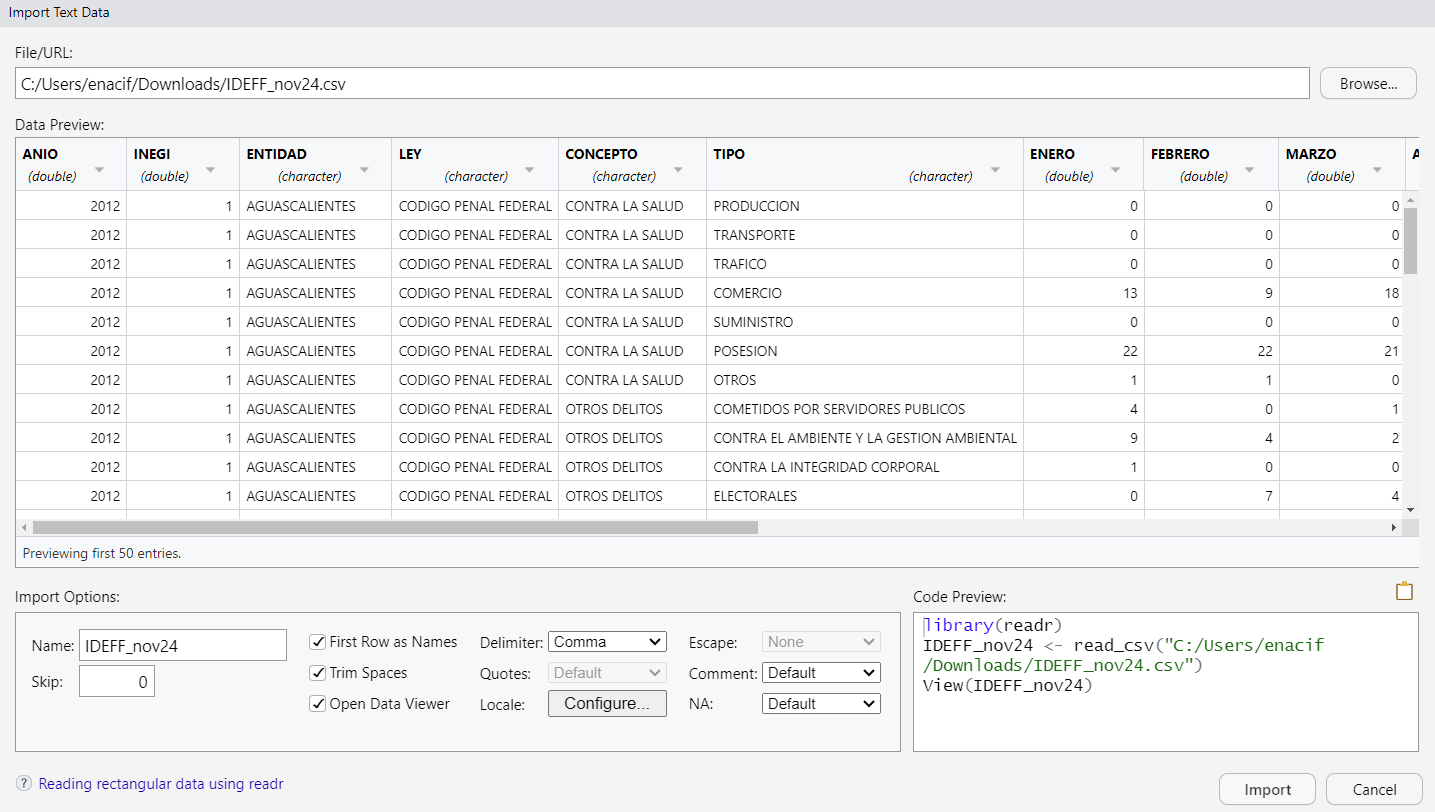 Import Text Data
File/URL:
C:/Users/enacif/Downloads/IDEFF_nov24.csv Browse...
Data Preview:
ANIO INEGI ENTIDAD LEY CONCEPTO TIPO ENERO FEBRERO MARZO A
(double) (double) (character) (character) (character) (character) (double) (double) (double)
2012 1 AGUASCALIENTES CODIGO PENAL FEDERAL CONTRA LA SALUD PRODUCCION 0 0 0
2012 1 AGUASCALIENTES CODIGO PENAL FEDERAL CONTRA LA SALUD TRANSPORTE 0 0 0
2012 1 AGUASCALIENTES CODIGO PENAL FEDERAL CONTRA LA SALUD TRAFICO 0 0 0
2012 1 AGUASCALIENTES CODIGO PENAL FEDERAL CONTRA LA SALUD COMERCIO 13 9 18
2012 1 AGUASCALIENTES CODIGO PENAL FEDERAL CONTRA LA SALUD SUMINISTRO 0 0 0
2012 1 AGUASCALIENTES CODIGO PENAL FEDERAL CONTRA LA SALUD POSESION 22 22 21
2012 1 AGUASCALIENTES CODIGO PENAL FEDERAL CONTRA LA SALUD OTROS 1 1 0
2012 1 AGUASCALIENTES CODIGO PENAL FEDERAL OTROS DELITOS COMETIDOS POR SERVIDORES PUBLICOS 4 0 1
2012 1 AGUASCALIENTES CODIGO PENAL FEDERAL OTROS DELITOS CONTRA EL AMBIENTE Y LA GESTION AMBIENTAL 9 4 2
2012 1 AGUASCALIENTES CODIGO PENAL FEDERAL OTROS DELITOS CONTRA LA INTEGRIDAD CORPORAL 1 0 0
2012 1 AGUASCALIENTES CODIGO PENAL FEDERAL OTROS DELITOS ELECTORALES 0 7 4
Previewing first 50 entries.
Import Options:
Name: IDEFF_nov24
Skip: 0
First Row as Names
Trim Spaces
Open Data Viewer
Delimiter: Comma
Quotes: Default
Locale: Configure...
Escape: None
Comment: Default
NA: Default
Code Preview:
library(readr)
IDEFF_nov24 <- read_csv("C:/Users/enacif
/Downloads/IDEFF_nov24.csv")
View(IDEFF_nov24)
? Reading rectangular data using readr
Import Cancel